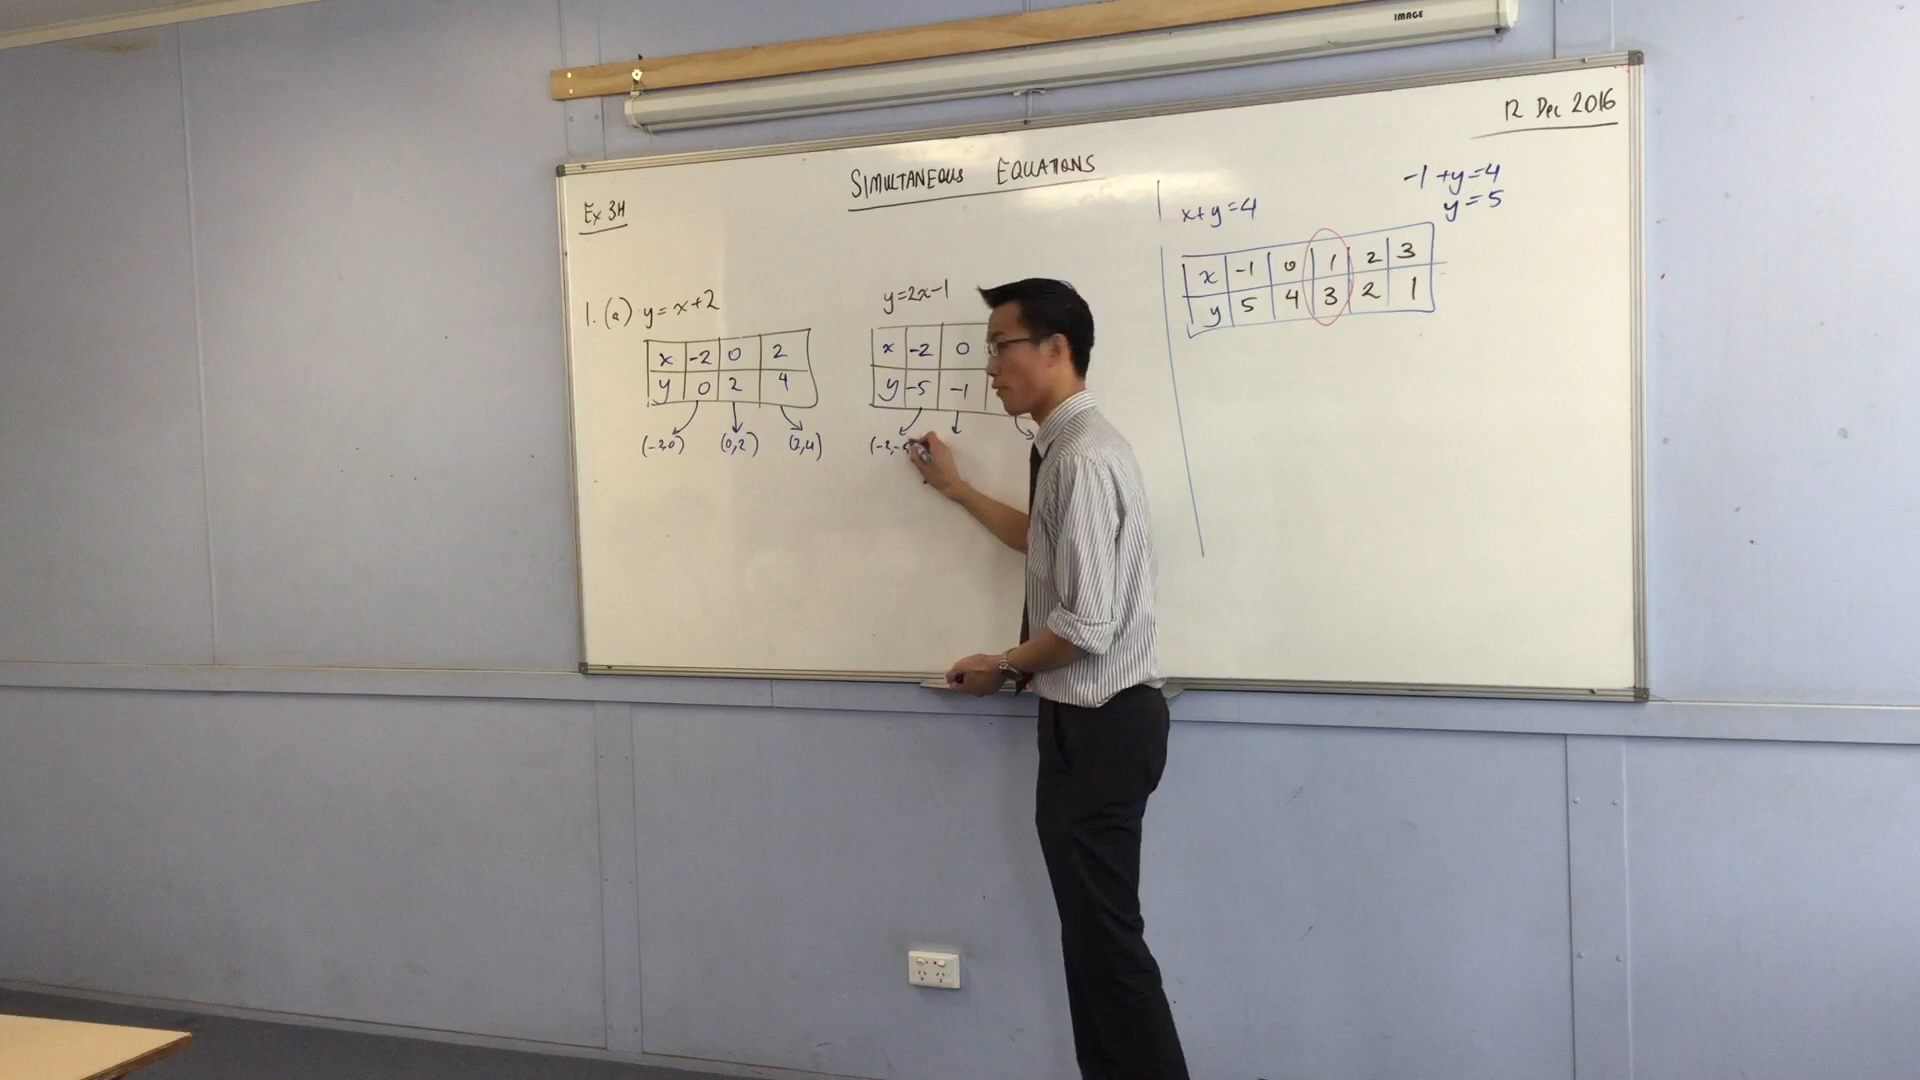 IMAGE
12 Dec 2016
SIMULTANEOUS EQUATIONS
Ex 3H
1. (a) y = x + 2
x -2 0 2
y 0 2 4
(-2,0) (0,2) (2,4)
y=2x-1
x -2 0
y -5 -1
(-2,-5
x+y=4
-1 +y=4
y=5
x -1 0 1 2 3
y 5 4 3 2 1